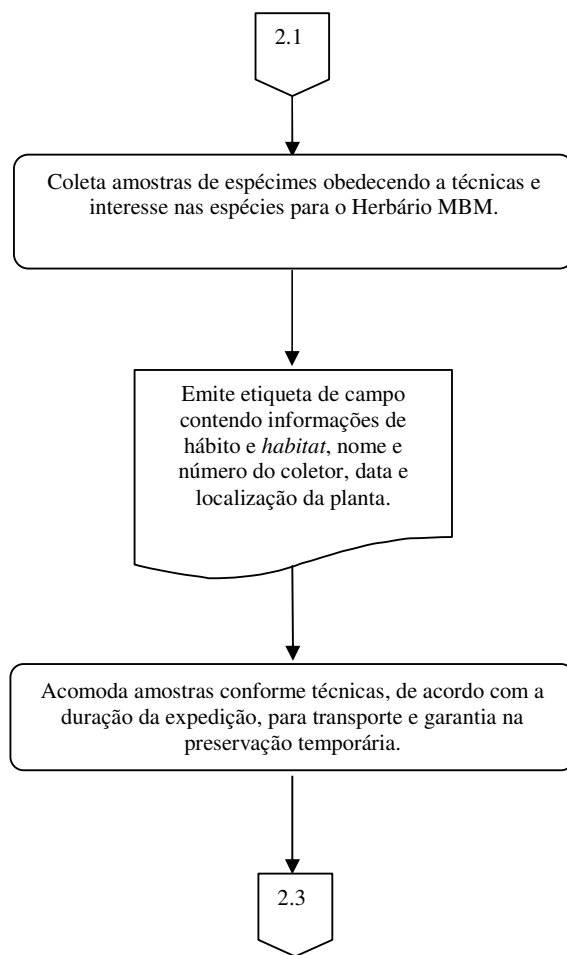 2.1
Coleta amostras de espécimes obedecendo a técnicas e
interesse nas espécies para o Herbário MBM.
Emite etiqueta de campo
contendo informações de
hábito e habitat, nome e
número do coletor, data e
localização da planta.
Acomoda amostras conforme técnicas, de acordo com a
duração da expedição, para transporte e garantia na
preservação temporária.
2.3